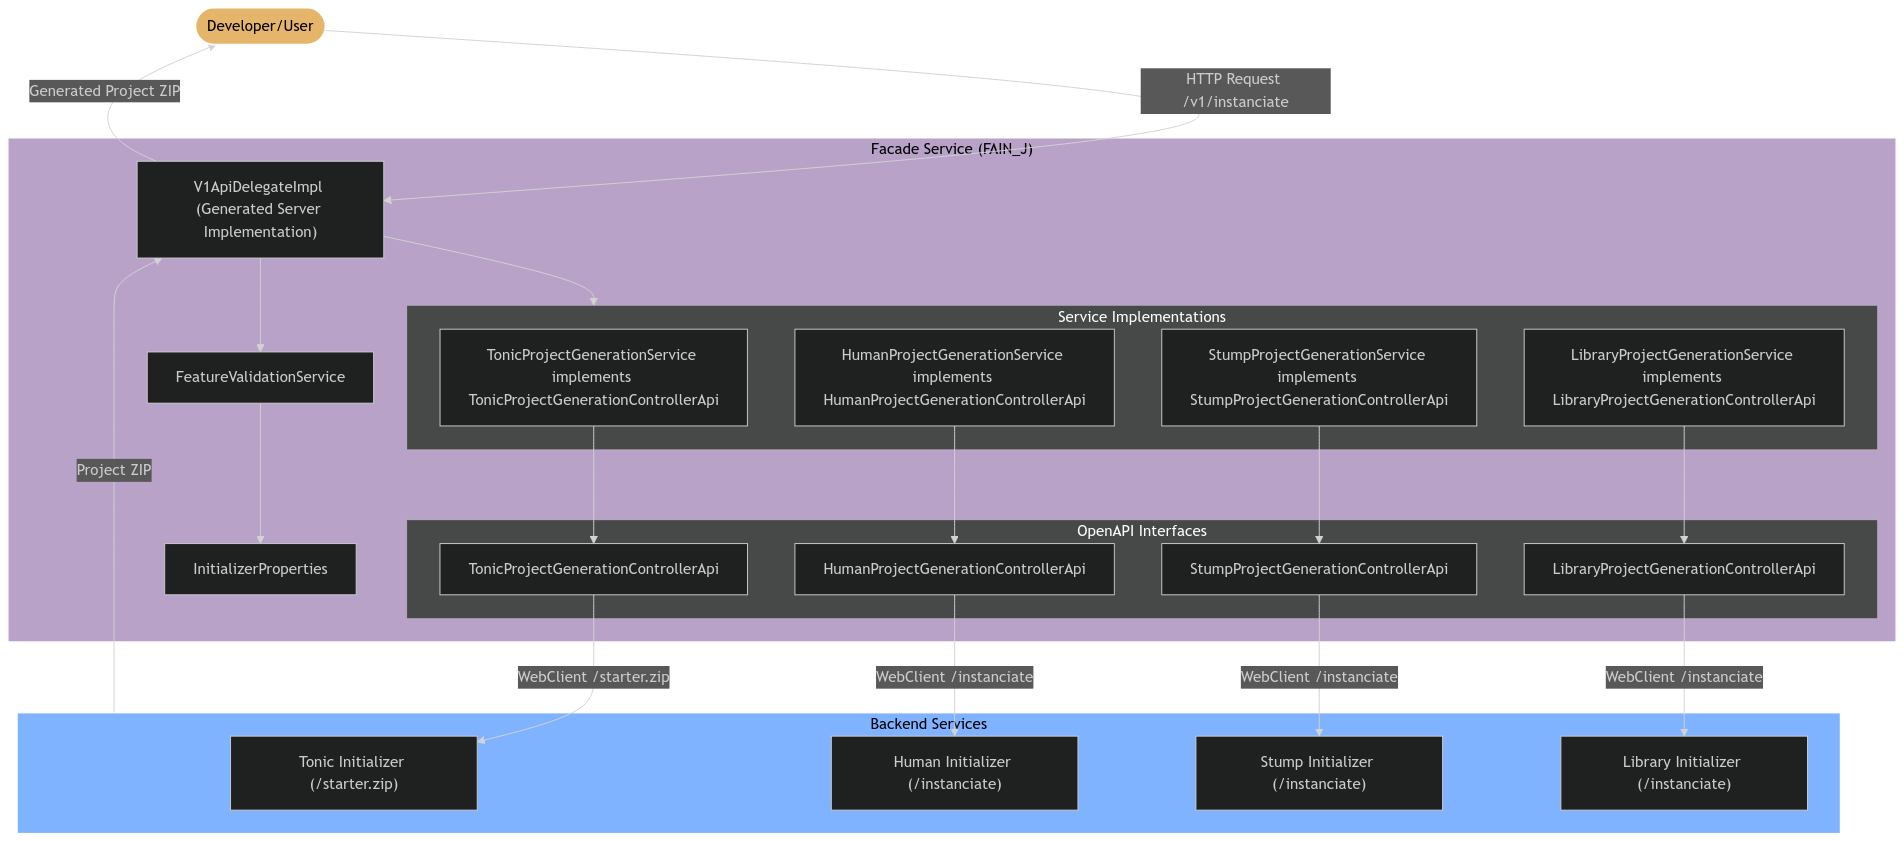 Developer/User
Generated Project ZIP
HTTP Request
/v1/instanciate
Facade Service (FAIN_J)
V1ApiDelegateImpl
(Generated Server
Implementation)
Service Implementations
TonicProjectGenerationService
implements
TonicProjectGenerationControllerApi
HumanProjectGenerationService
implements
HumanProjectGenerationControllerApi
StumpProjectGenerationService
implements
StumpProjectGenerationControllerApi
LibraryProjectGenerationService
implements
LibraryProjectGenerationControllerApi
FeatureValidationService
Project ZIP
OpenAPI Interfaces
InitializerProperties
TonicProjectGenerationControllerApi
HumanProjectGenerationControllerApi
StumpProjectGenerationControllerApi
LibraryProjectGenerationControllerApi
WebClient /starter.zip
WebClient /instanciate
WebClient /instanciate
WebClient /instanciate
Backend Services
Tonic Initializer
(/starter.zip)
Human Initializer
(/instanciate)
Stump Initializer
(/instanciate)
Library Initializer
(/instanciate)